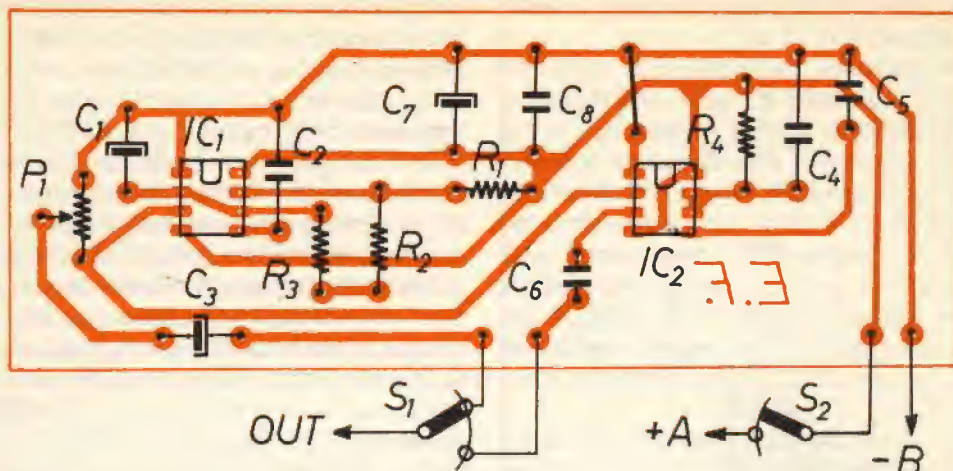 C₁
IC₁
C₂
C₇
C₈
R₁
R₄
C₄
C₅
P₁
R₃
R₂
C₃
C₆
IC₂
S₁
OUT
+A
S₂
-B